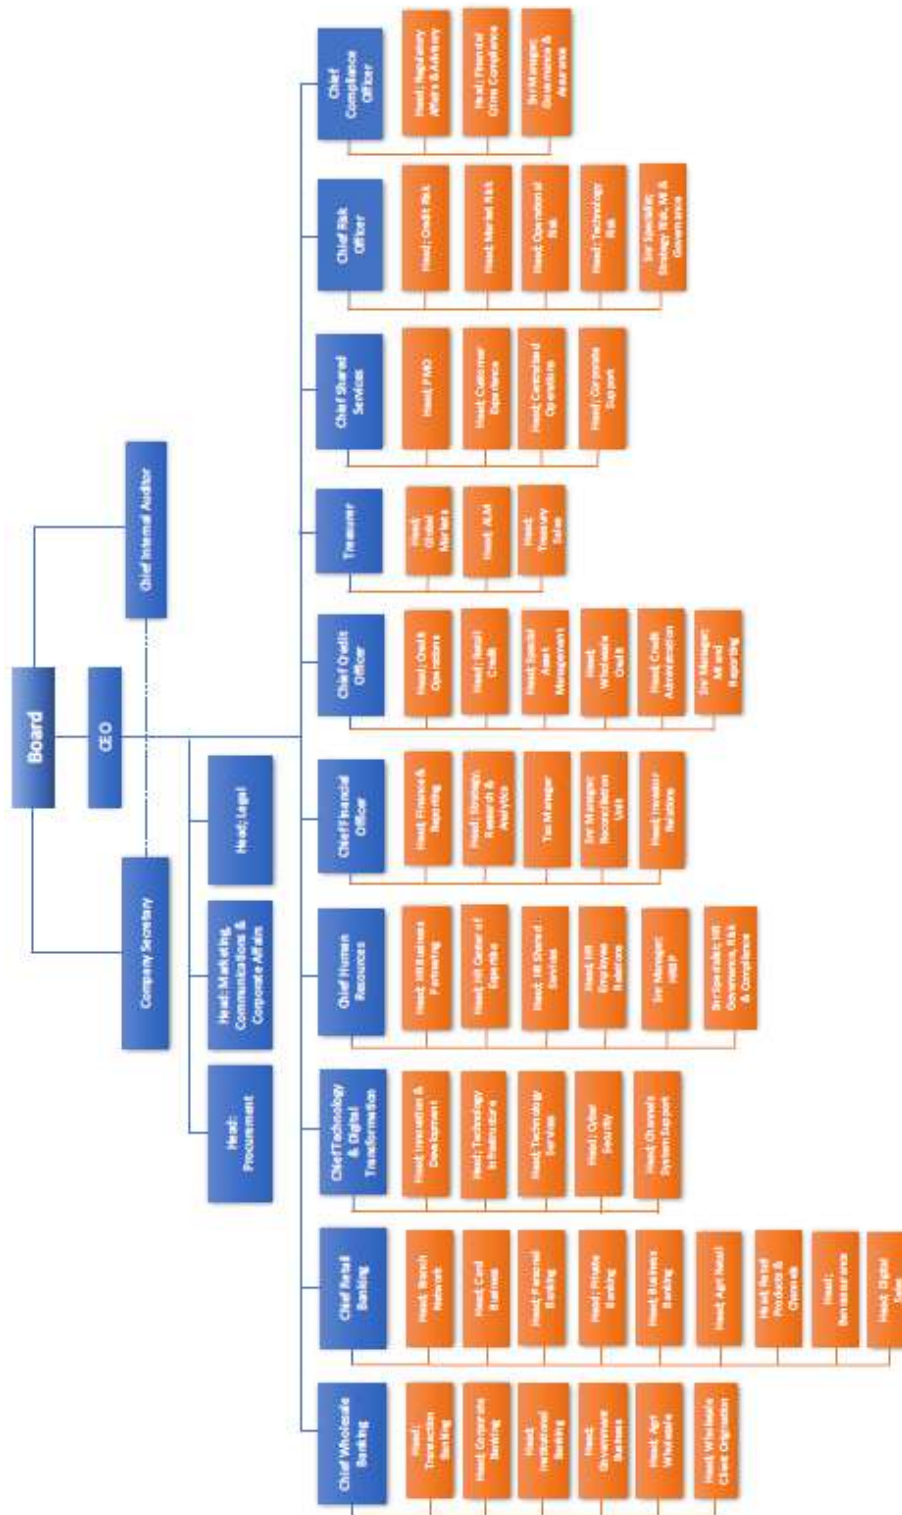 Board
CEO
Company Secretary
Chief Internal Auditor
Head;
Procurement
Head: Marketing,
Communications &
Corporate Affairs
Head; Legal
Chief Wholesale
Banking
Head;
Transaction
Banking
Head; Corporate
Banking
Head;
Institutional
Banking
Head;
Government
Business
Head; Agri
Wholesale
Head; Wholesale
Client Origination
Chief Retail
Banking
Head; Branch
Network
Head; Card
Business
Head; Personal
Banking
Head; Private
Banking
Head; Business
Banking
Head; Agri Retail
Head; Retail
Products &
Channels
Head;
Bancassurance
Head; Digital
Sales
Chief Technology
& Digital
Transformation
Head; Innovation &
Development
Head; Technology
Infrastructure
Head; Technology
Services
Head; Cyber
Security
Head; Channels
System Support
Chief Human
Resources
Head; HR Business
Partnering
Head; HR Center of
Expertise
Head; HR Shared
Services
Head; HR
Employee
Relations
Snr Manager;
Snr Specialist; HR
Governance, Risk
& Compliance
Chief Financial
Officer
Head; Finance &
Reporting
Head; Strategy,
Research &
Analytics
Tax Manager
Snr Manager;
Reconciliation
Unit
Head; Investor
Relations
Chief Credit
Officer
Head; Credit
Operations
Head; Retail
Credit
Head; Special
Asset
Management
Head;
Wholesale
Credit
Head; Credit
Administration
Snr Manager;
MI and
Reporting
Treasurer
Head;
Global
Markets
Head; ALM
Head;
Treasury
Sales
Chief Shared
Services
Head; PMO
Head; Customer
Experience
Head; Centralised
Operations
Head; Corporate
Support
Chief Risk
Officer
Head; Credit Risk
Head; Market Risk
Head; Operational
Risk
Head; Technology
Risk
Snr Specialist;
Strategy Risk, MI &
Governance
Chief
Compliance
Officer
Head; Regulatory
Affairs & Advisory
Head; Financial
Crime Compliance
Snr Manager;
Governance &
Assurance